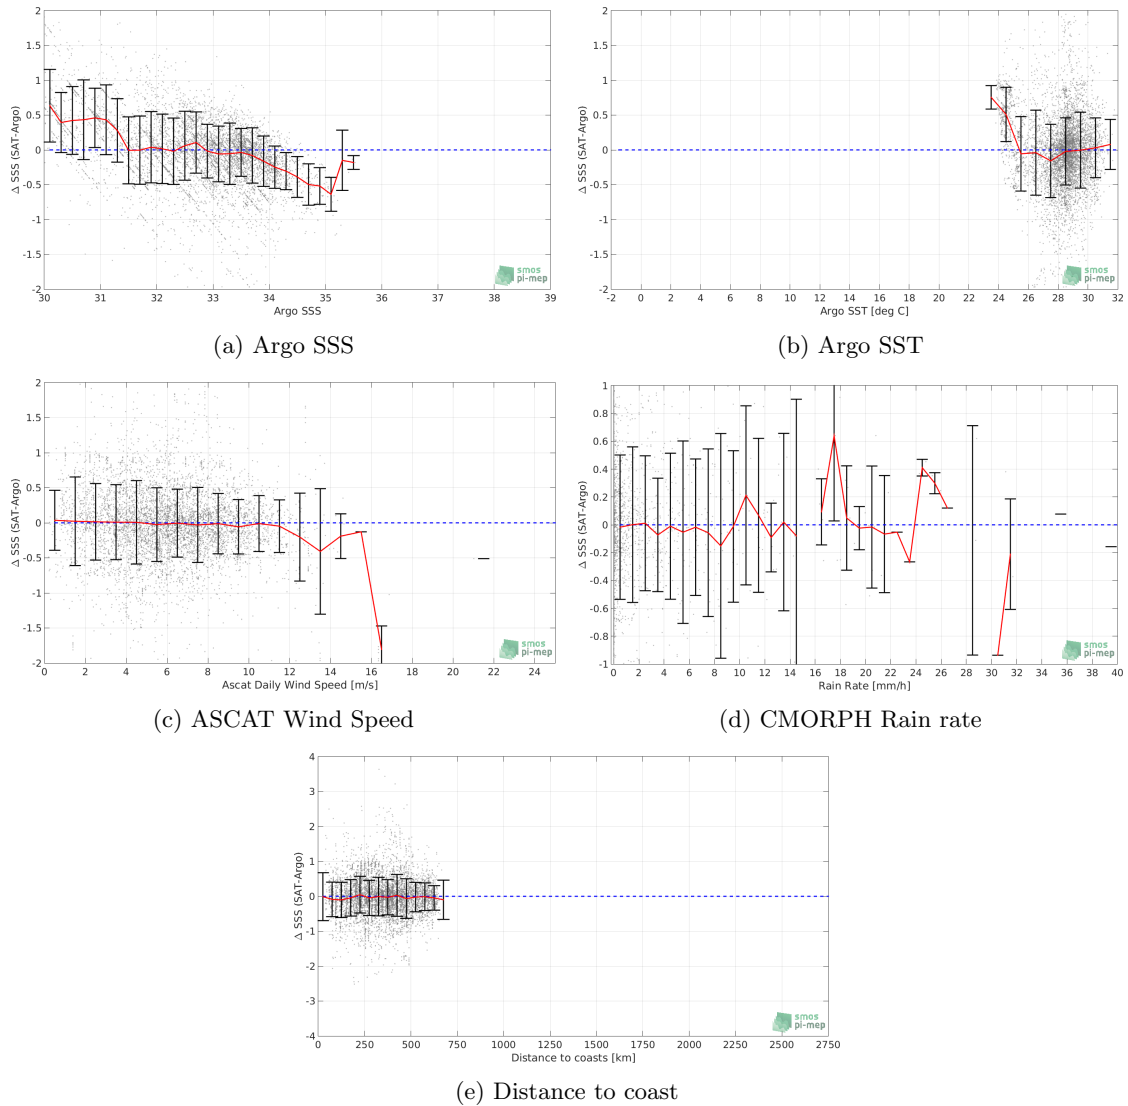 2
1.5
1
0.5
0
-0.5
-1
-1.5
-2
Δ SSS (SAT-Argo)
30 31 32 33 34 35 36 37 38 39
Argo SSS
smos
pi-mep
(a) Argo SSS
2
1.5
1
0.5
0
-0.5
-1
-1.5
-2
Δ SSS (SAT-Argo)
-2 0 2 4 6 8 10 12 14 16 18 20 22 24 26 28 30 32
Argo SST [deg C]
smos
pi-mep
(b) Argo SST
2
1.5
1
0.5
0
-0.5
-1
-1.5
-2
Δ SSS (SAT-Argo)
0 2 4 6 8 10 12 14 16 18 20 22 24
Ascat Daily Wind Speed [m/s]
smos
pi-mep
(c) ASCAT Wind Speed
1
0.8
0.6
0.4
0.2
0
-0.2
-0.4
-0.6
-0.8
-1
Δ SSS (SAT-Argo)
0 2 4 6 8 10 12 14 16 18 20 22 24 26 28 30 32 34 36 38 40
Rain Rate [mm/h]
smos
pi-mep
(d) CMORPH Rain rate
4
3
2
1
0
-1
-2
-3
-4
Δ SSS (SAT-Argo)
0 250 500 750 1000 1250 1500 1750 2000 2250 2500 2750
Distance to coasts [km]
smos
pi-mep
(e) Distance to coast